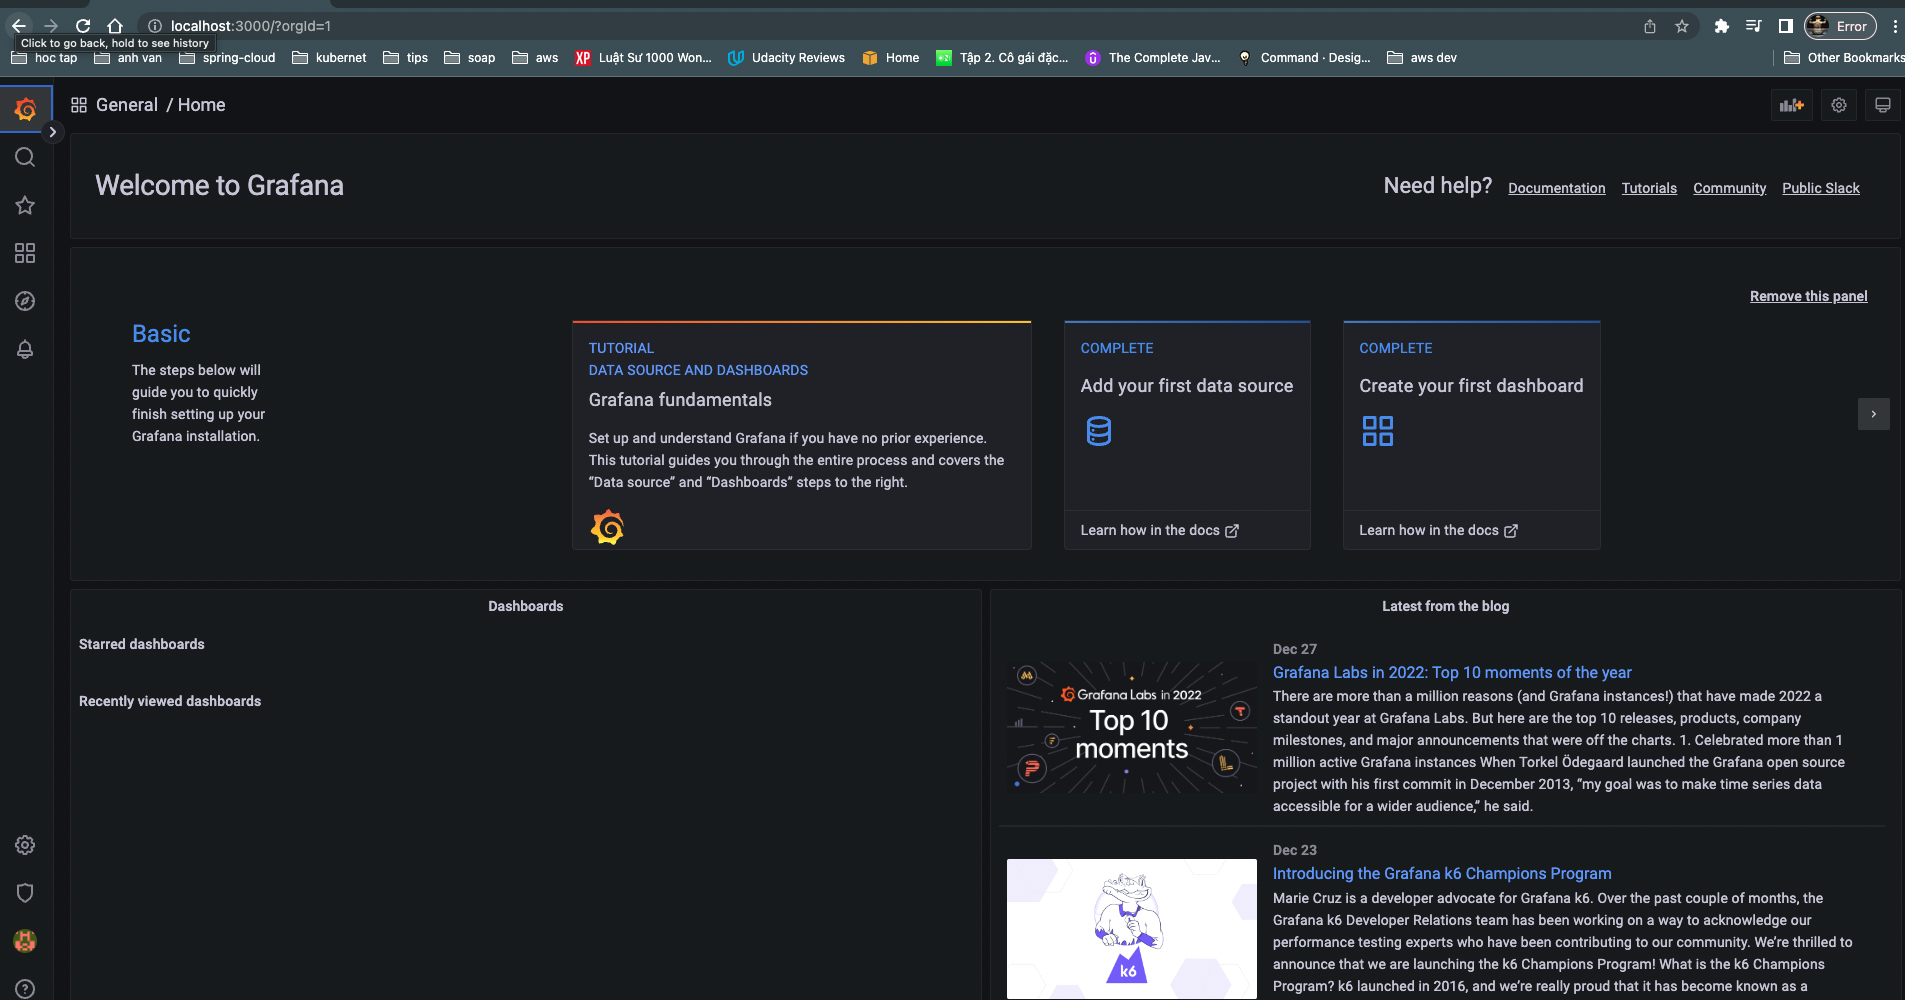 localhost:3000/?orgId=1
Error
Click to go back, hold to see history
hoc tap
anh van
spring-cloud
kubernet
tips
soap
aws
XP Luật Sư 1000 Won...
Udacity Reviews
Home
Tập 2. Cô gái đặc...
The Complete Jav...
Command · Desig...
aws dev
Other Bookmarks
General / Home
Welcome to Grafana
Need help? Documentation Tutorials Community Public Slack
Remove this panel
Basic
The steps below will
guide you to quickly
finish setting up your
Grafana installation.
TUTORIAL
DATA SOURCE AND DASHBOARDS
Grafana fundamentals
Set up and understand Grafana if you have no prior experience.
This tutorial guides you through the entire process and covers the
“Data source” and “Dashboards” steps to the right.
COMPLETE
Add your first data source
Learn how in the docs
COMPLETE
Create your first dashboard
Learn how in the docs
Dashboards
Starred dashboards
Recently viewed dashboards
Latest from the blog
Grafana Labs in 2022
Top 10
moments
Dec 27
Grafana Labs in 2022: Top 10 moments of the year
There are more than a million reasons (and Grafana instances!) that have made 2022 a
standout year at Grafana Labs. But here are the top 10 releases, products, company
milestones, and major announcements that were off the charts. 1. Celebrated more than 1
million active Grafana instances When Torkel Ödegaard launched the Grafana open source
project with his first commit in December 2013, “my goal was to make time series data
accessible for a wider audience,” he said.
k6
Dec 23
Introducing the Grafana k6 Champions Program
Marie Cruz is a developer advocate for Grafana k6. Over the past couple of months, the
Grafana k6 Developer Relations team has been working on a way to acknowledge our
performance testing experts who have been contributing to our community. We’re thrilled to
announce that we are launching the k6 Champions Program! What is the k6 Champions
Program? k6 launched in 2016, and we’re really proud that it has become known as a